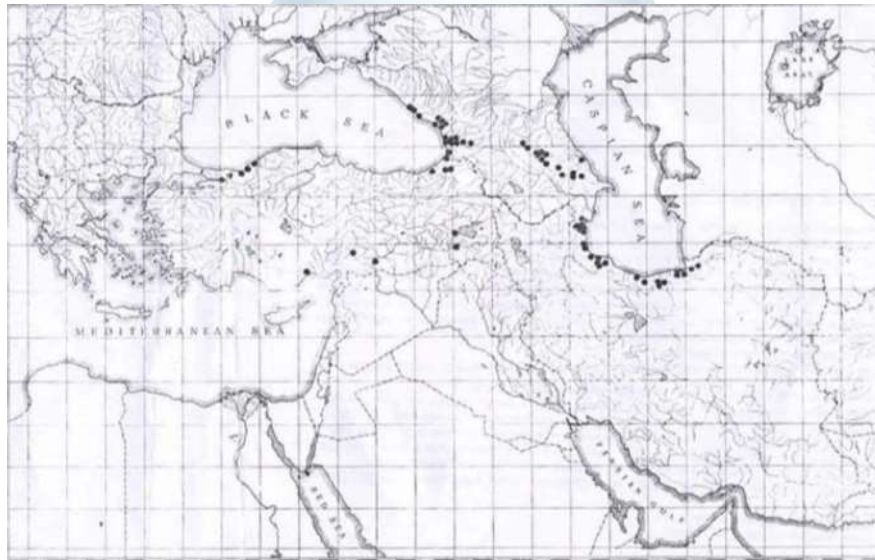 BLACK SEA
CASPIAN SEA
MEDITERRANEAN SEA
RED SEA
PERSIAN GULF